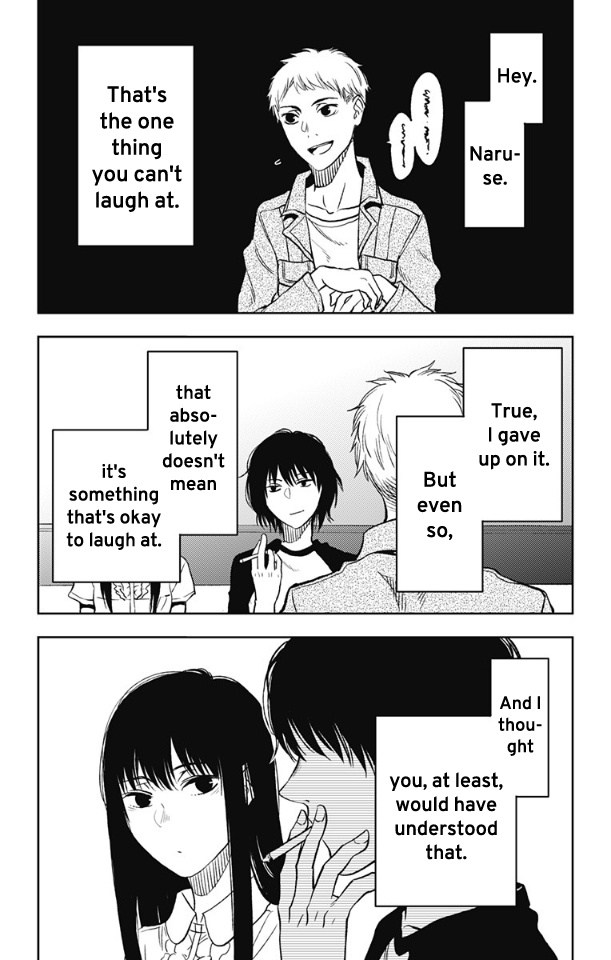 Hey.
Naru-
se.
That's
the one
thing
you can't
laugh at.
True,
I gave
up on it.
But
even
so,
that
abso-
lutely
doesn't
mean
it's
something
that's okay
to laugh at.
And I
thou-
ght
you, at least,
would have
understood
that.